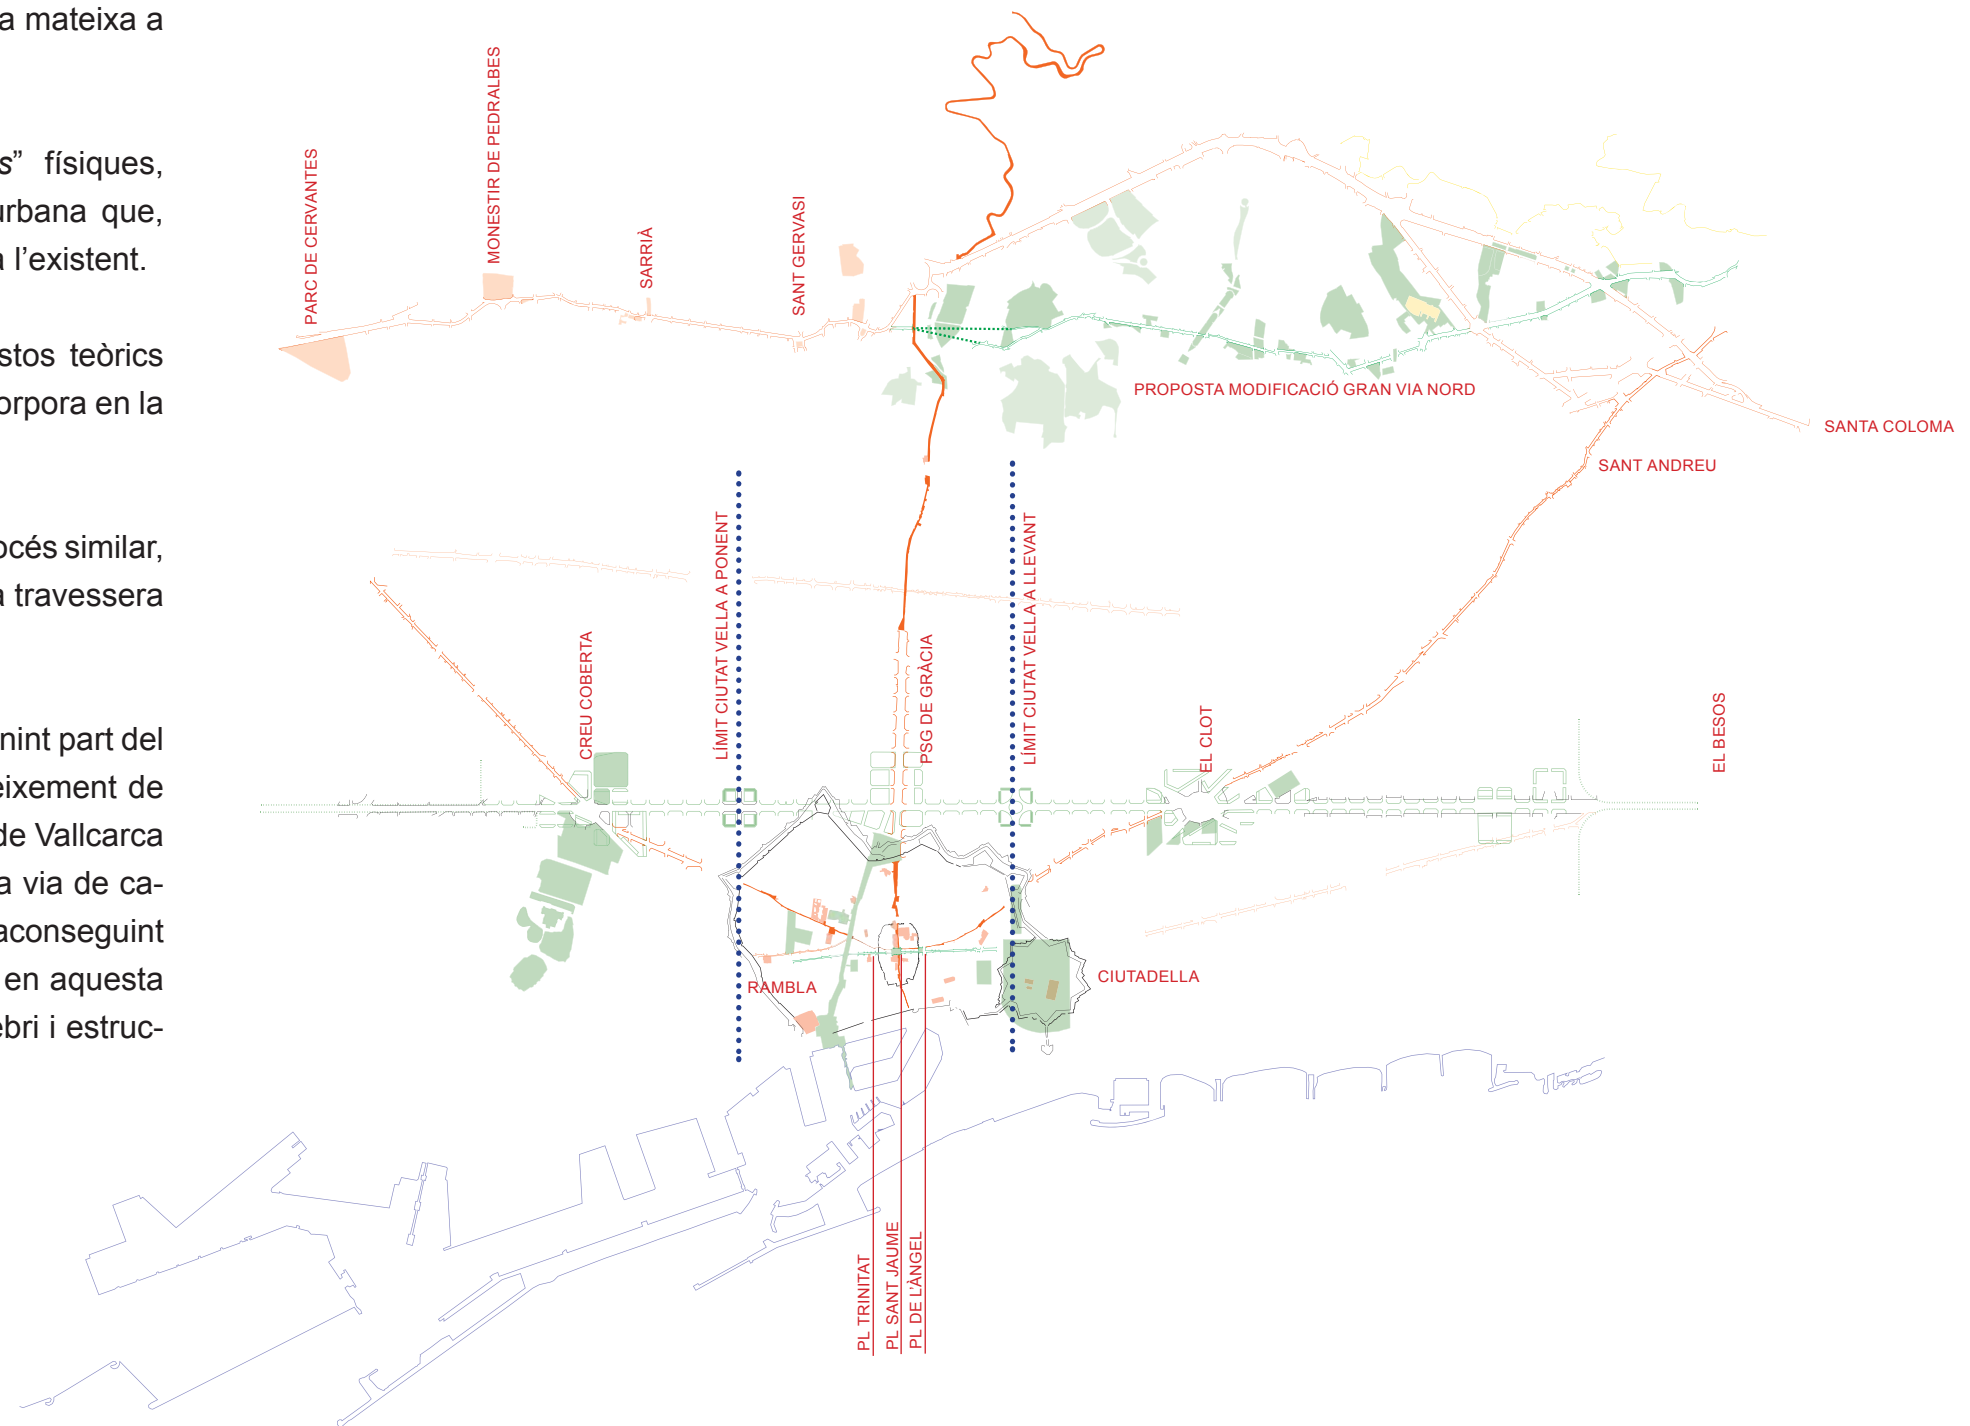 a mateixa a
s” físiques,
urbana que,
a l’existent.
stos teòrics
orpora en la
océs similar,
a travessera
nint part del
eixement de
de Vallcarca
a via de ca-
aconseguint
en aquesta
ebri i estruc-
PARC DE CERVANTES
MONESTIR DE PEDRALBES
SARRIÀ
SANT GERVASI
PROPOSTA MODIFICACIÓ GRAN VIA NORD
SANTA COLOMA
SANT ANDREU
CREU COBERTA
LÍMIT CIUTAT VELLA A PONENT
PSG DE GRÀCIA
LÍMIT CIUTAT VELLA A LLEVANT
EL CLOT
EL BESOS
RAMBLA
CIUTADELLA
PL TRINITAT
PL SANT JAUME
PL DE L'ÀNGEL